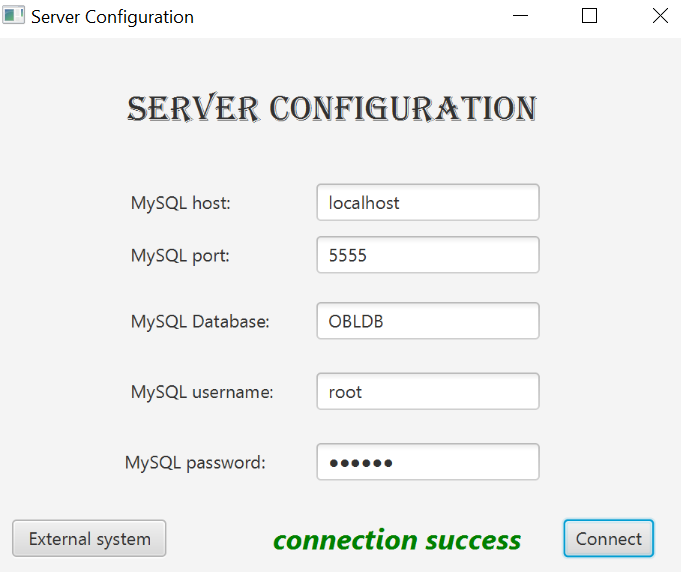 Server Configuration
SERVER CONFIGURATION
MySQL host: localhost
MySQL port: 5555
MySQL Database: OBLDB
MySQL username: root
MySQL password: ●●●●●●
External system connection success Connect